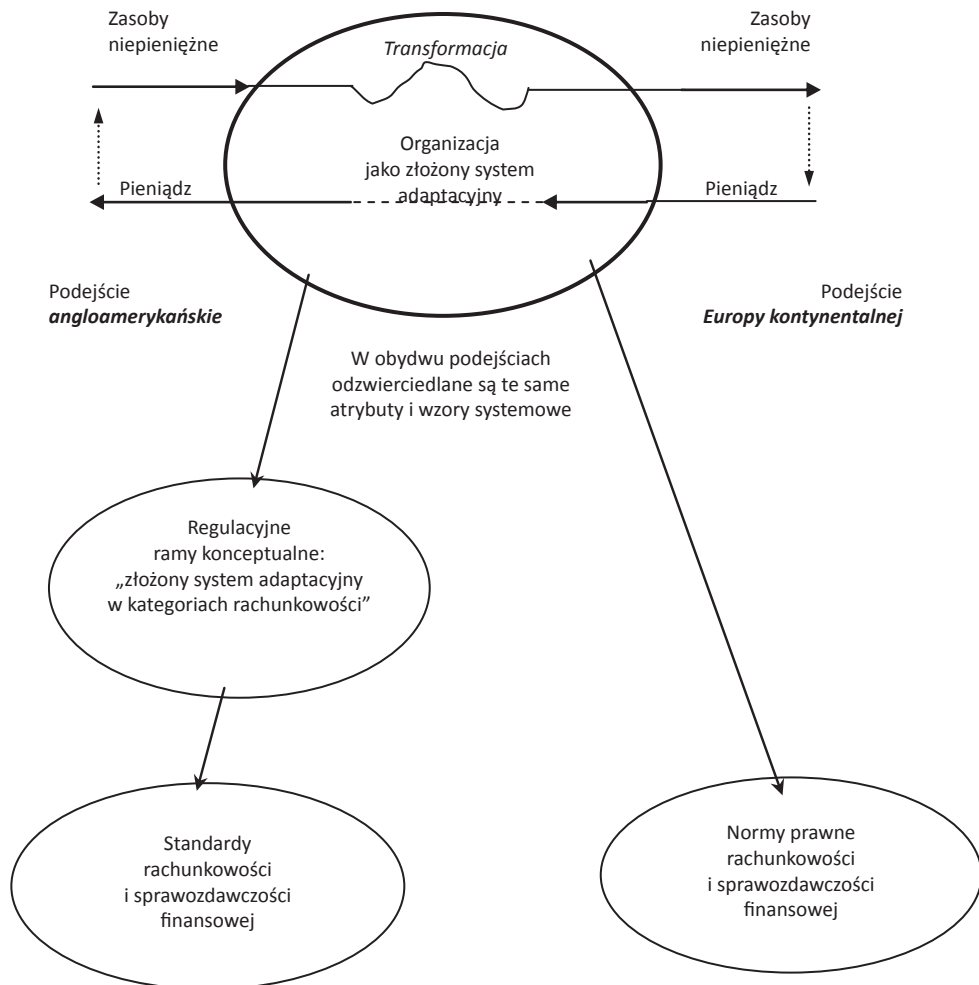 Zasoby
niepieniężne
Zasoby
niepieniężne
Transformacja
Organizacja
jako złożony system
adaptacyjny
Pieniądz
Pieniądz
Podejście
angloamerykańskie
Podejście
Europy kontynentalnej
W obydwu podejściach
odzwierciedlane są te same
atrybuty i wzory systemowe
Regulacyjne
ramy konceptualne:
„złożony system adaptacyjny
w kategoriach rachunkowości”
Standardy
rachunkowości
i sprawozdawczości
finansowej
Normy prawne
rachunkowości
i sprawozdawczości
finansowej